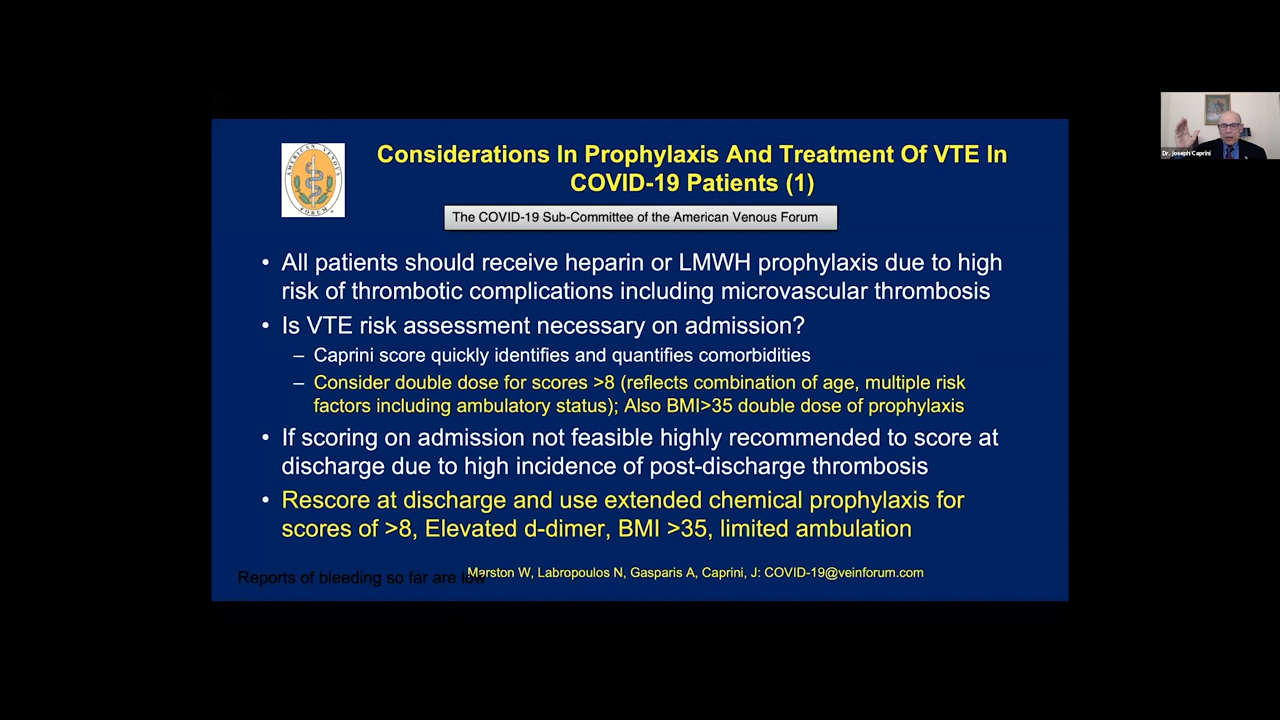 AMERICAN VENOUS
FORUM
Considerations In Prophylaxis And Treatment Of VTE In
COVID-19 Patients (1)
The COVID-19 Sub-Committee of the American Venous Forum
• All patients should receive heparin or LMWH prophylaxis due to high
risk of thrombotic complications including microvascular thrombosis
• Is VTE risk assessment necessary on admission?
– Caprini score quickly identifies and quantifies comorbidities
– Consider double dose for scores >8 (reflects combination of age, multiple risk
factors including ambulatory status); Also BMI>35 double dose of prophylaxis
• If scoring on admission not feasible highly recommended to score at
discharge due to high incidence of post-discharge thrombosis
• Rescore at discharge and use extended chemical prophylaxis for
scores of >8, Elevated d-dimer, BMI >35, limited ambulation
Reports of bleeding so far are low
Marston W, Labropoulos N, Gasparis A, Caprini, J: COVID-19@veinforum.com
Dr. Joseph Caprini